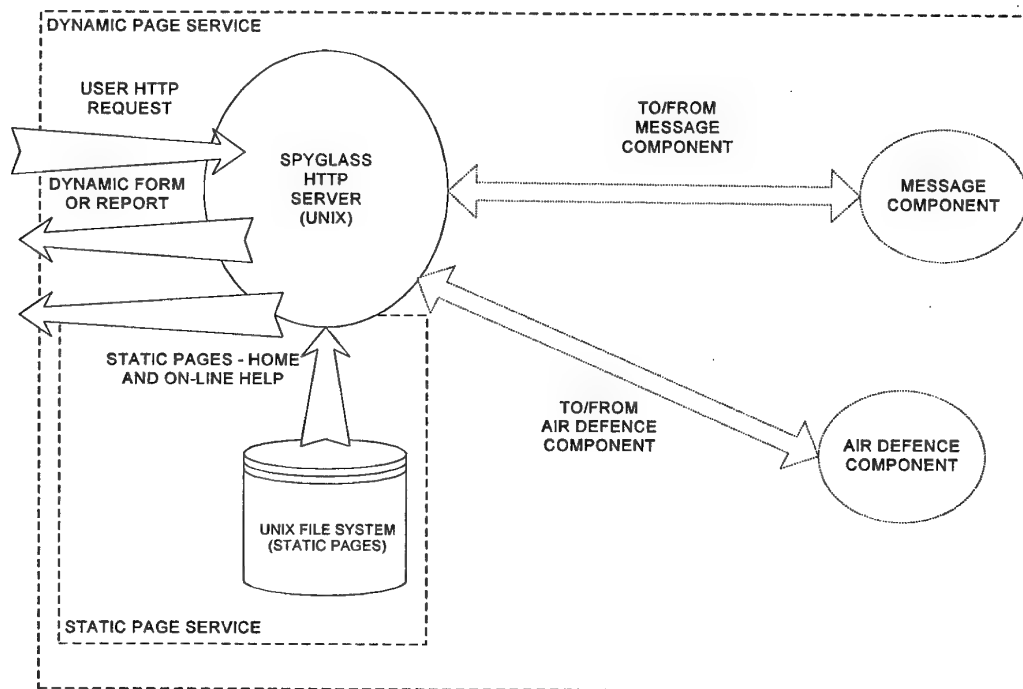 DYNAMIC PAGE SERVICE
USER HTTP
REQUEST
DYNAMIC FORM
OR REPORT
SPYGLASS
HTTP
SERVER
(UNIX)
TO/FROM
MESSAGE
COMPONENT
MESSAGE
COMPONENT
STATIC PAGES - HOME
AND ON-LINE HELP
TO/FROM
AIR DEFENCE
COMPONENT
AIR DEFENCE
COMPONENT
UNIX FILE SYSTEM
(STATIC PAGES)
STATIC PAGE SERVICE